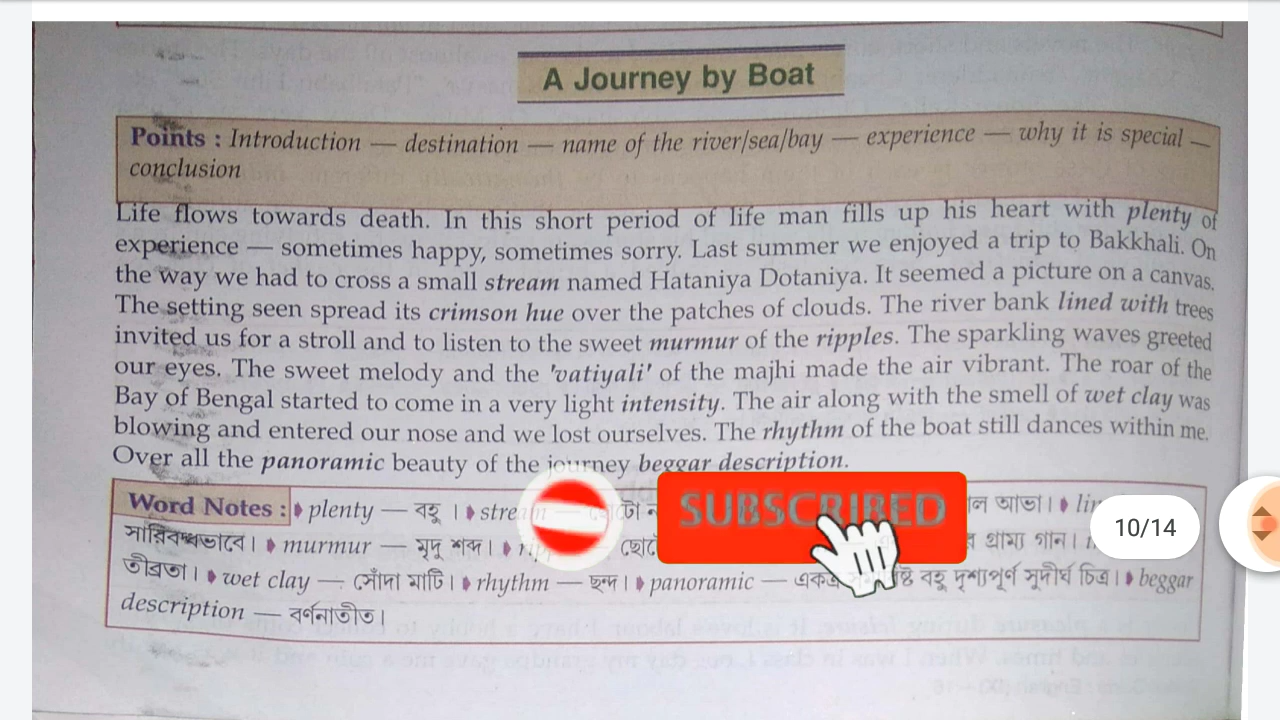 A Journey by Boat
Points : Introduction — destination — name of the river/sea/bay — experience — why it is special —
conclusion
Life flows towards death. In this short period of life man fills up his heart with plenty of
experience — sometimes happy, sometimes sorry. Last summer we enjoyed a trip to Bakkhali. On
the way we had to cross a small stream named Hataniya Dotaniya. It seemed a picture on a canvas.
The setting seen spread its crimson hue over the patches of clouds. The river bank lined with trees
invited us for a stroll and to listen to the sweet murmur of the ripples. The sparkling waves greeted
our eyes. The sweet melody and the 'vatiyali' of the majhi made the air vibrant. The roar of the
Bay of Bengal started to come in a very light intensity. The air along with the smell of wet clay was
blowing and entered our nose and we lost ourselves. The rhythm of the boat still dances within me.
Over all the panoramic beauty of the journey beggar description.
Word Notes : ♦ plenty — বহু । ♦ আভা। ♦
SUBSCRIBED
10/14
সারিবদ্ধভাবে। ♦ murmur — মৃদু শব্দ। ♦ গ্রাম্য গান।
তীব্রতা। ♦ wet clay — সোঁদা মাটি। ♦ rhythm — ছন্দ। ♦ panoramic — একত্র বহু দৃশ্যপূর্ণ সুদীর্ঘ চিত্র। ♦ beggar
description — বর্ণনাতীত।